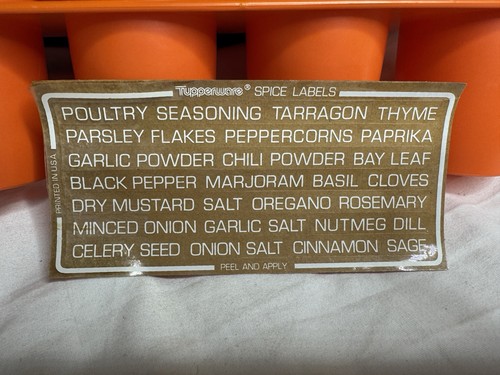 Tupperware® SPICE LABELS
POULTRY SEASONING TARRAGON THYME
PARSLEY FLAKES PEPPERCORNS PAPRIKA
GARLIC POWDER CHILI POWDER BAY LEAF
BLACK PEPPER MARJORAM BASIL CLOVES
DRY MUSTARD SALT OREGANO ROSEMARY
MINCED ONION GARLIC SALT NUTMEG DILL
CELERY SEED ONION SALT CINNAMON SAGE
PEEL AND APPLY
PRINTED IN USA